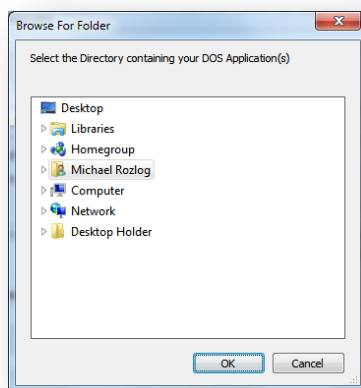 Browse For Folder
Select the Directory containing your DOS Application(s)
Desktop
Libraries
Homegroup
Michael Rozlog
Computer
Network
Desktop Holder
OK
Cancel